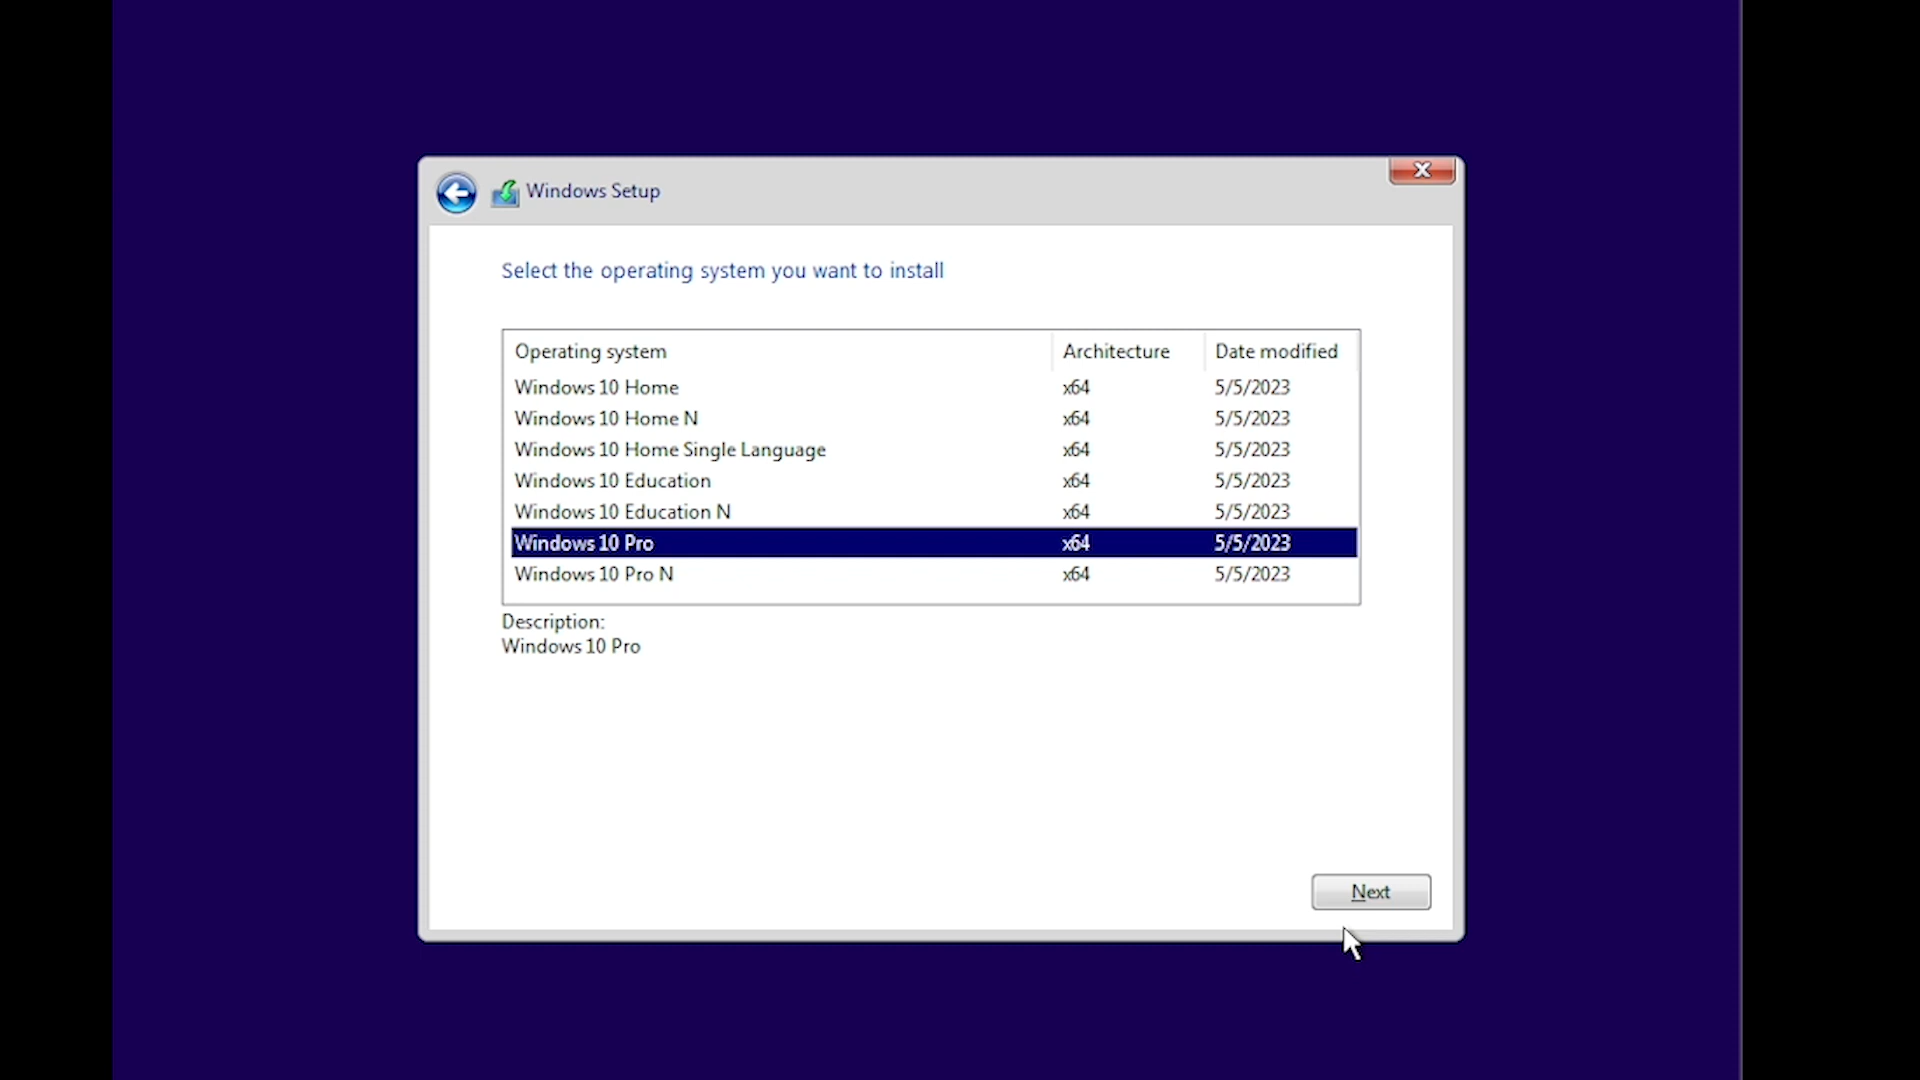 Windows Setup
Select the operating system you want to install
Operating system Architecture Date modified
Windows 10 Home x64 5/5/2023
Windows 10 Home N x64 5/5/2023
Windows 10 Home Single Language x64 5/5/2023
Windows 10 Education x64 5/5/2023
Windows 10 Education N x64 5/5/2023
Windows 10 Pro x64 5/5/2023
Windows 10 Pro N x64 5/5/2023
Description:
Windows 10 Pro
Next